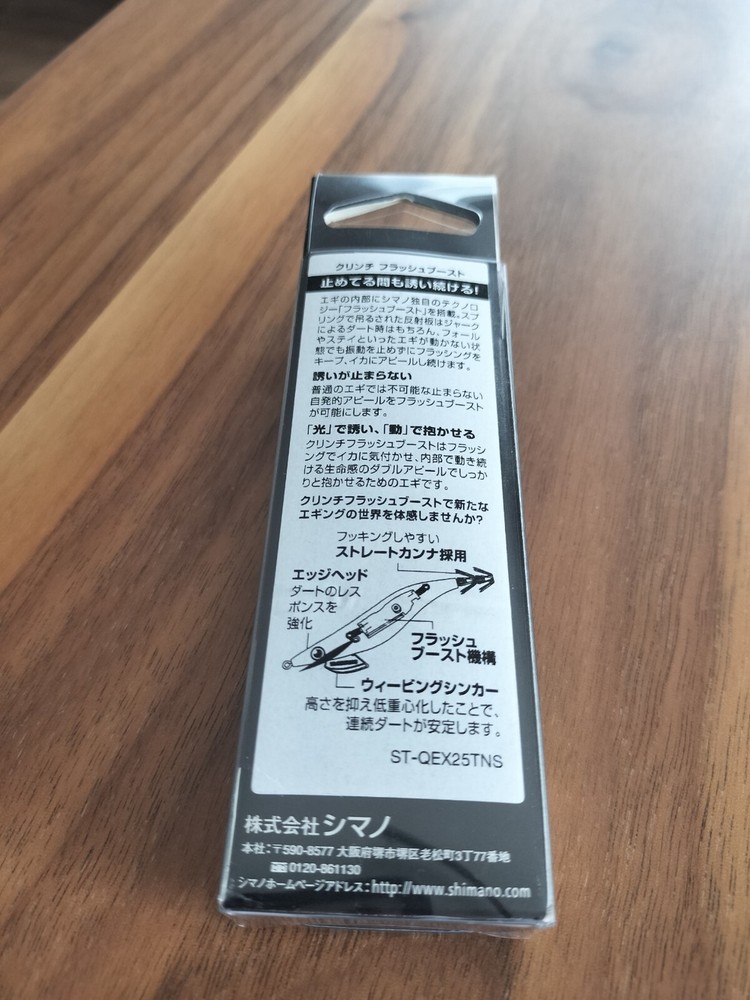 クリンチ フラッシュブースト
止めてる間も誘い続ける!
エギの内部にシマノ独自のテクノロ
ジー「フラッシュブースト」を搭載。スプ
リングで吊るされた反射板はジャーク
によるダート時はもちろん、フォール
やステイといったエギが動かない状
態でも振動を止めずにフラッシングを
キープ、イカにアピールし続けます。
誘いが止まらない
普通のエギでは不可能な止まらない
自発的アピールをフラッシュブースト
が可能にします。
「光」で誘い、「動」で抱かせる
クリンチフラッシュブーストはフラッシ
ングでイカに気付かせ、内部で動き続
ける生命感のダブルアピールでしっか
りと抱かせるためのエギです。
クリンチフラッシュブーストで新たな
エギングの世界を体感しませんか?
フッキングしやすい
ストレートカンナ採用
エッジヘッド
ダートのレス
ポンスを
強化
フラッシュ
ブースト機構
ウィービングシンカー
高さを抑え低重心化したことで、
連続ダートが安定します。
ST-QEX25TNS
株式会社シマノ
本社:〒590-8577 大阪府堺市堺区老松町3丁77番地
0120-861130
シマノホームページアドレス:http://www.shimano.com